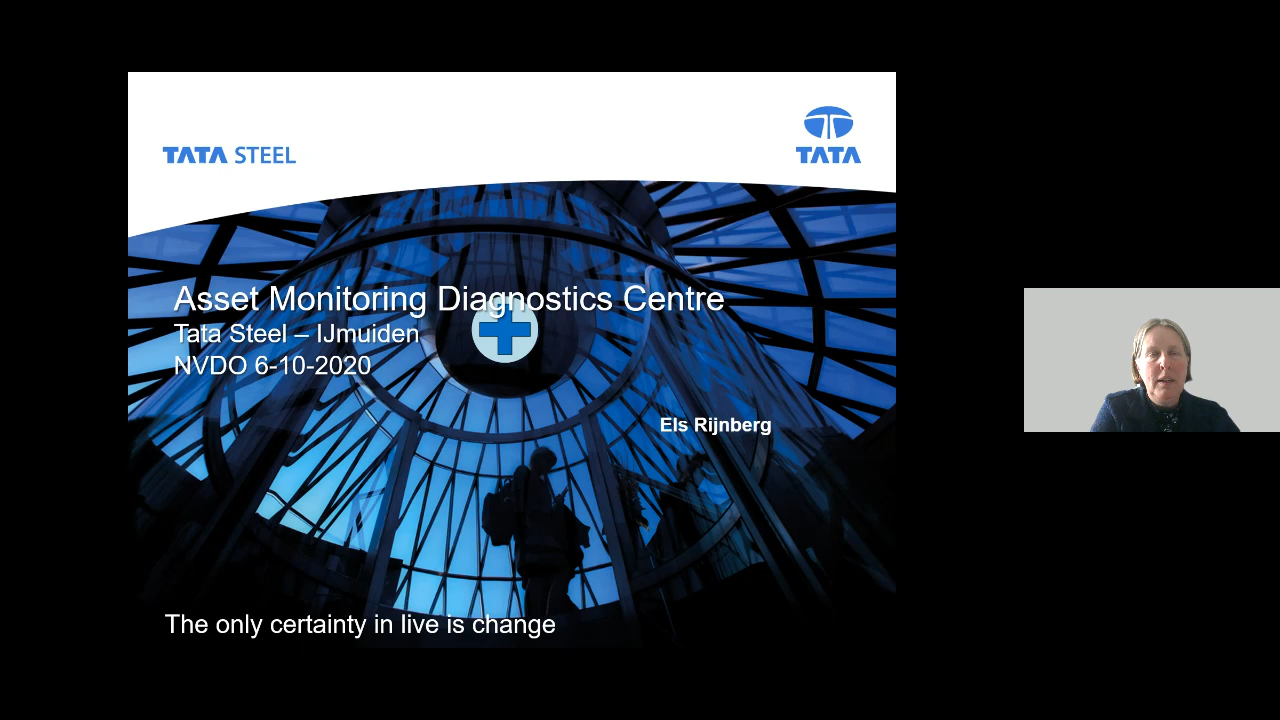 TATA STEEL
TATA
Asset Monitoring Diagnostics Centre
Tata Steel – IJmuiden
NVDO 6-10-2020
Els Rijnberg
The only certainty in live is change